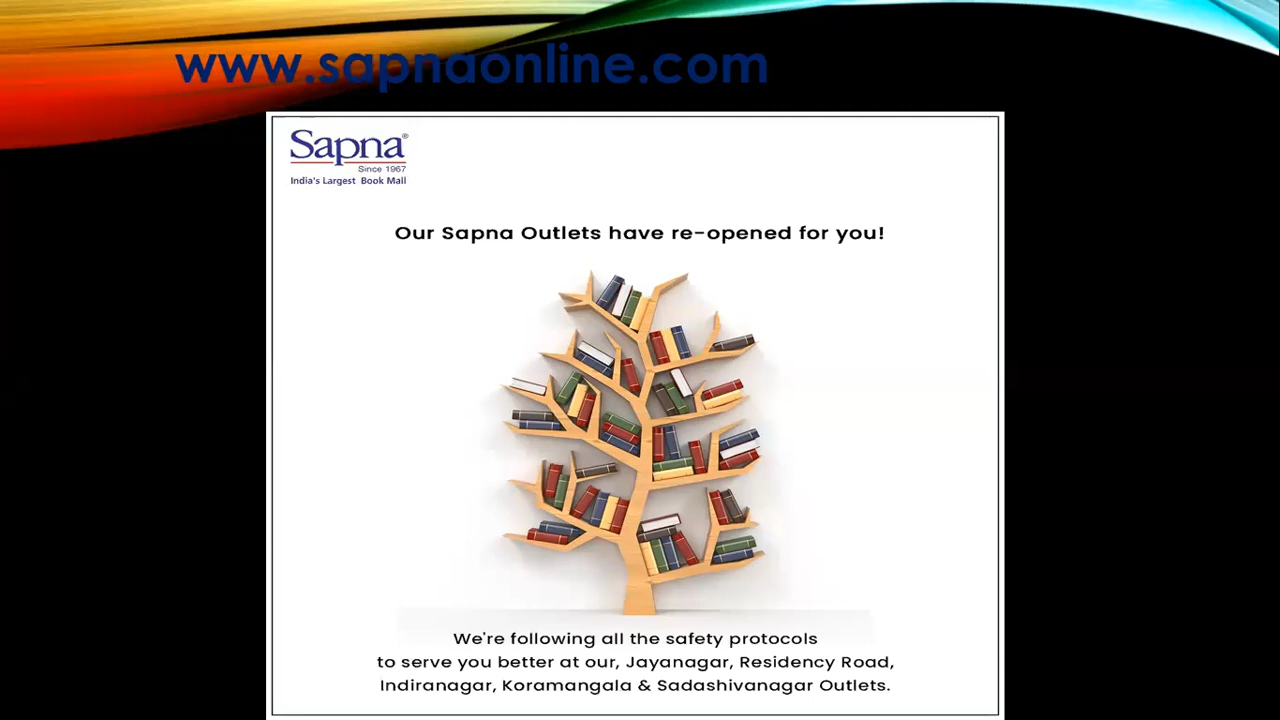 www.sapnaonline.com
Sapna®
Since 1967
India's Largest Book Mall
Our Sapna Outlets have re-opened for you!
We're following all the safety protocols
to serve you better at our, Jayanagar, Residency Road,
Indiranagar, Koramangala & Sadashivanagar Outlets.